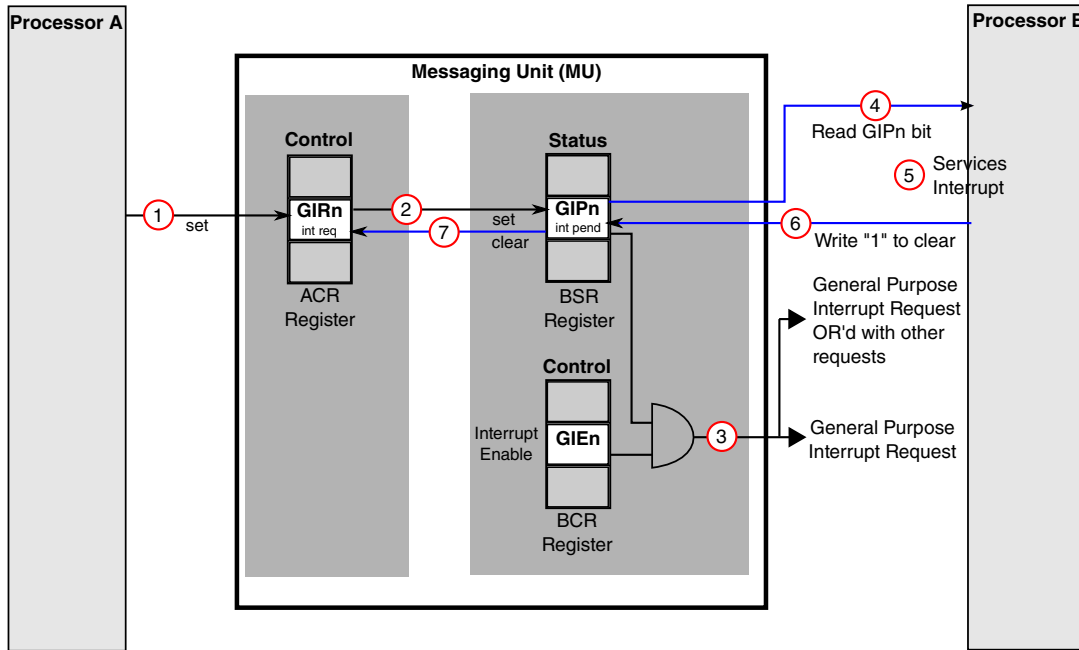 Processor A
Processor B
Messaging Unit (MU)
Control
GIRn
int req
ACR
Register
1
set
2
set
7
clear
Status
GIPn
int pend
BSR
Register
4
Read GIPn bit
5
Services
Interrupt
6
Write "1" to clear
General Purpose
Interrupt Request
OR'd with other
requests
Control
Interrupt
Enable
GIEn
BCR
Register
3
General Purpose
Interrupt Request